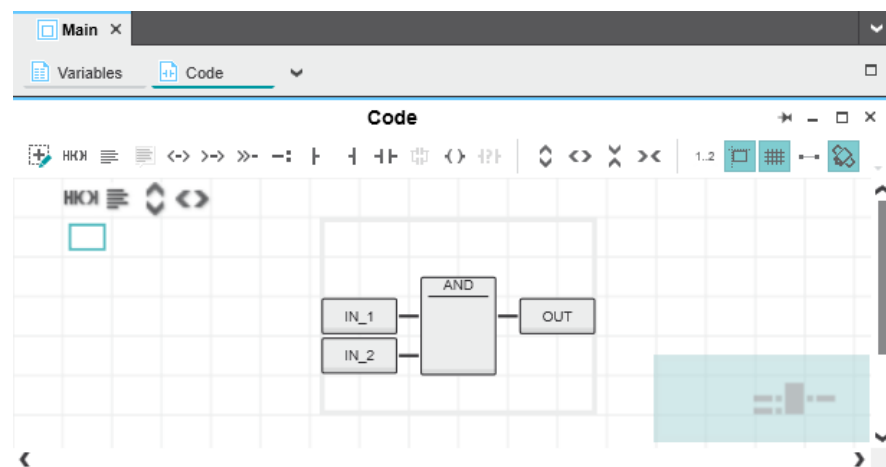 Main
Variables Code
Code
1..2
AND
IN_1 OUT
IN_2